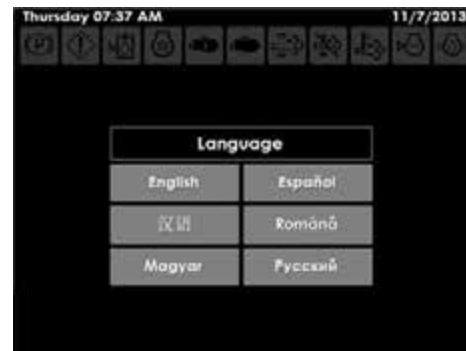 Thursday 07:37 AM 11/7/2013
Language
English Español
汉语 Română
Magyar Русский